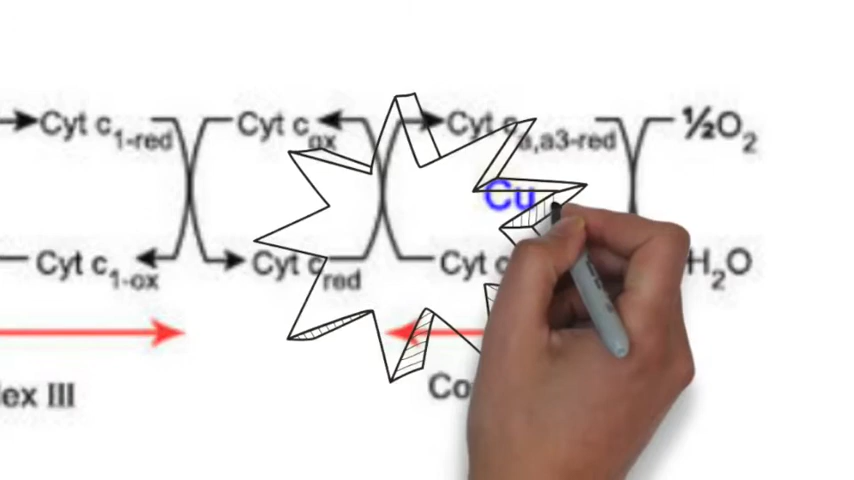 Cyt c1-red Cyt cox Cyt ca,a3-red ½O2
Cu
Cyt c1-ox Cyt cred Cyt c H2O
lex III Co